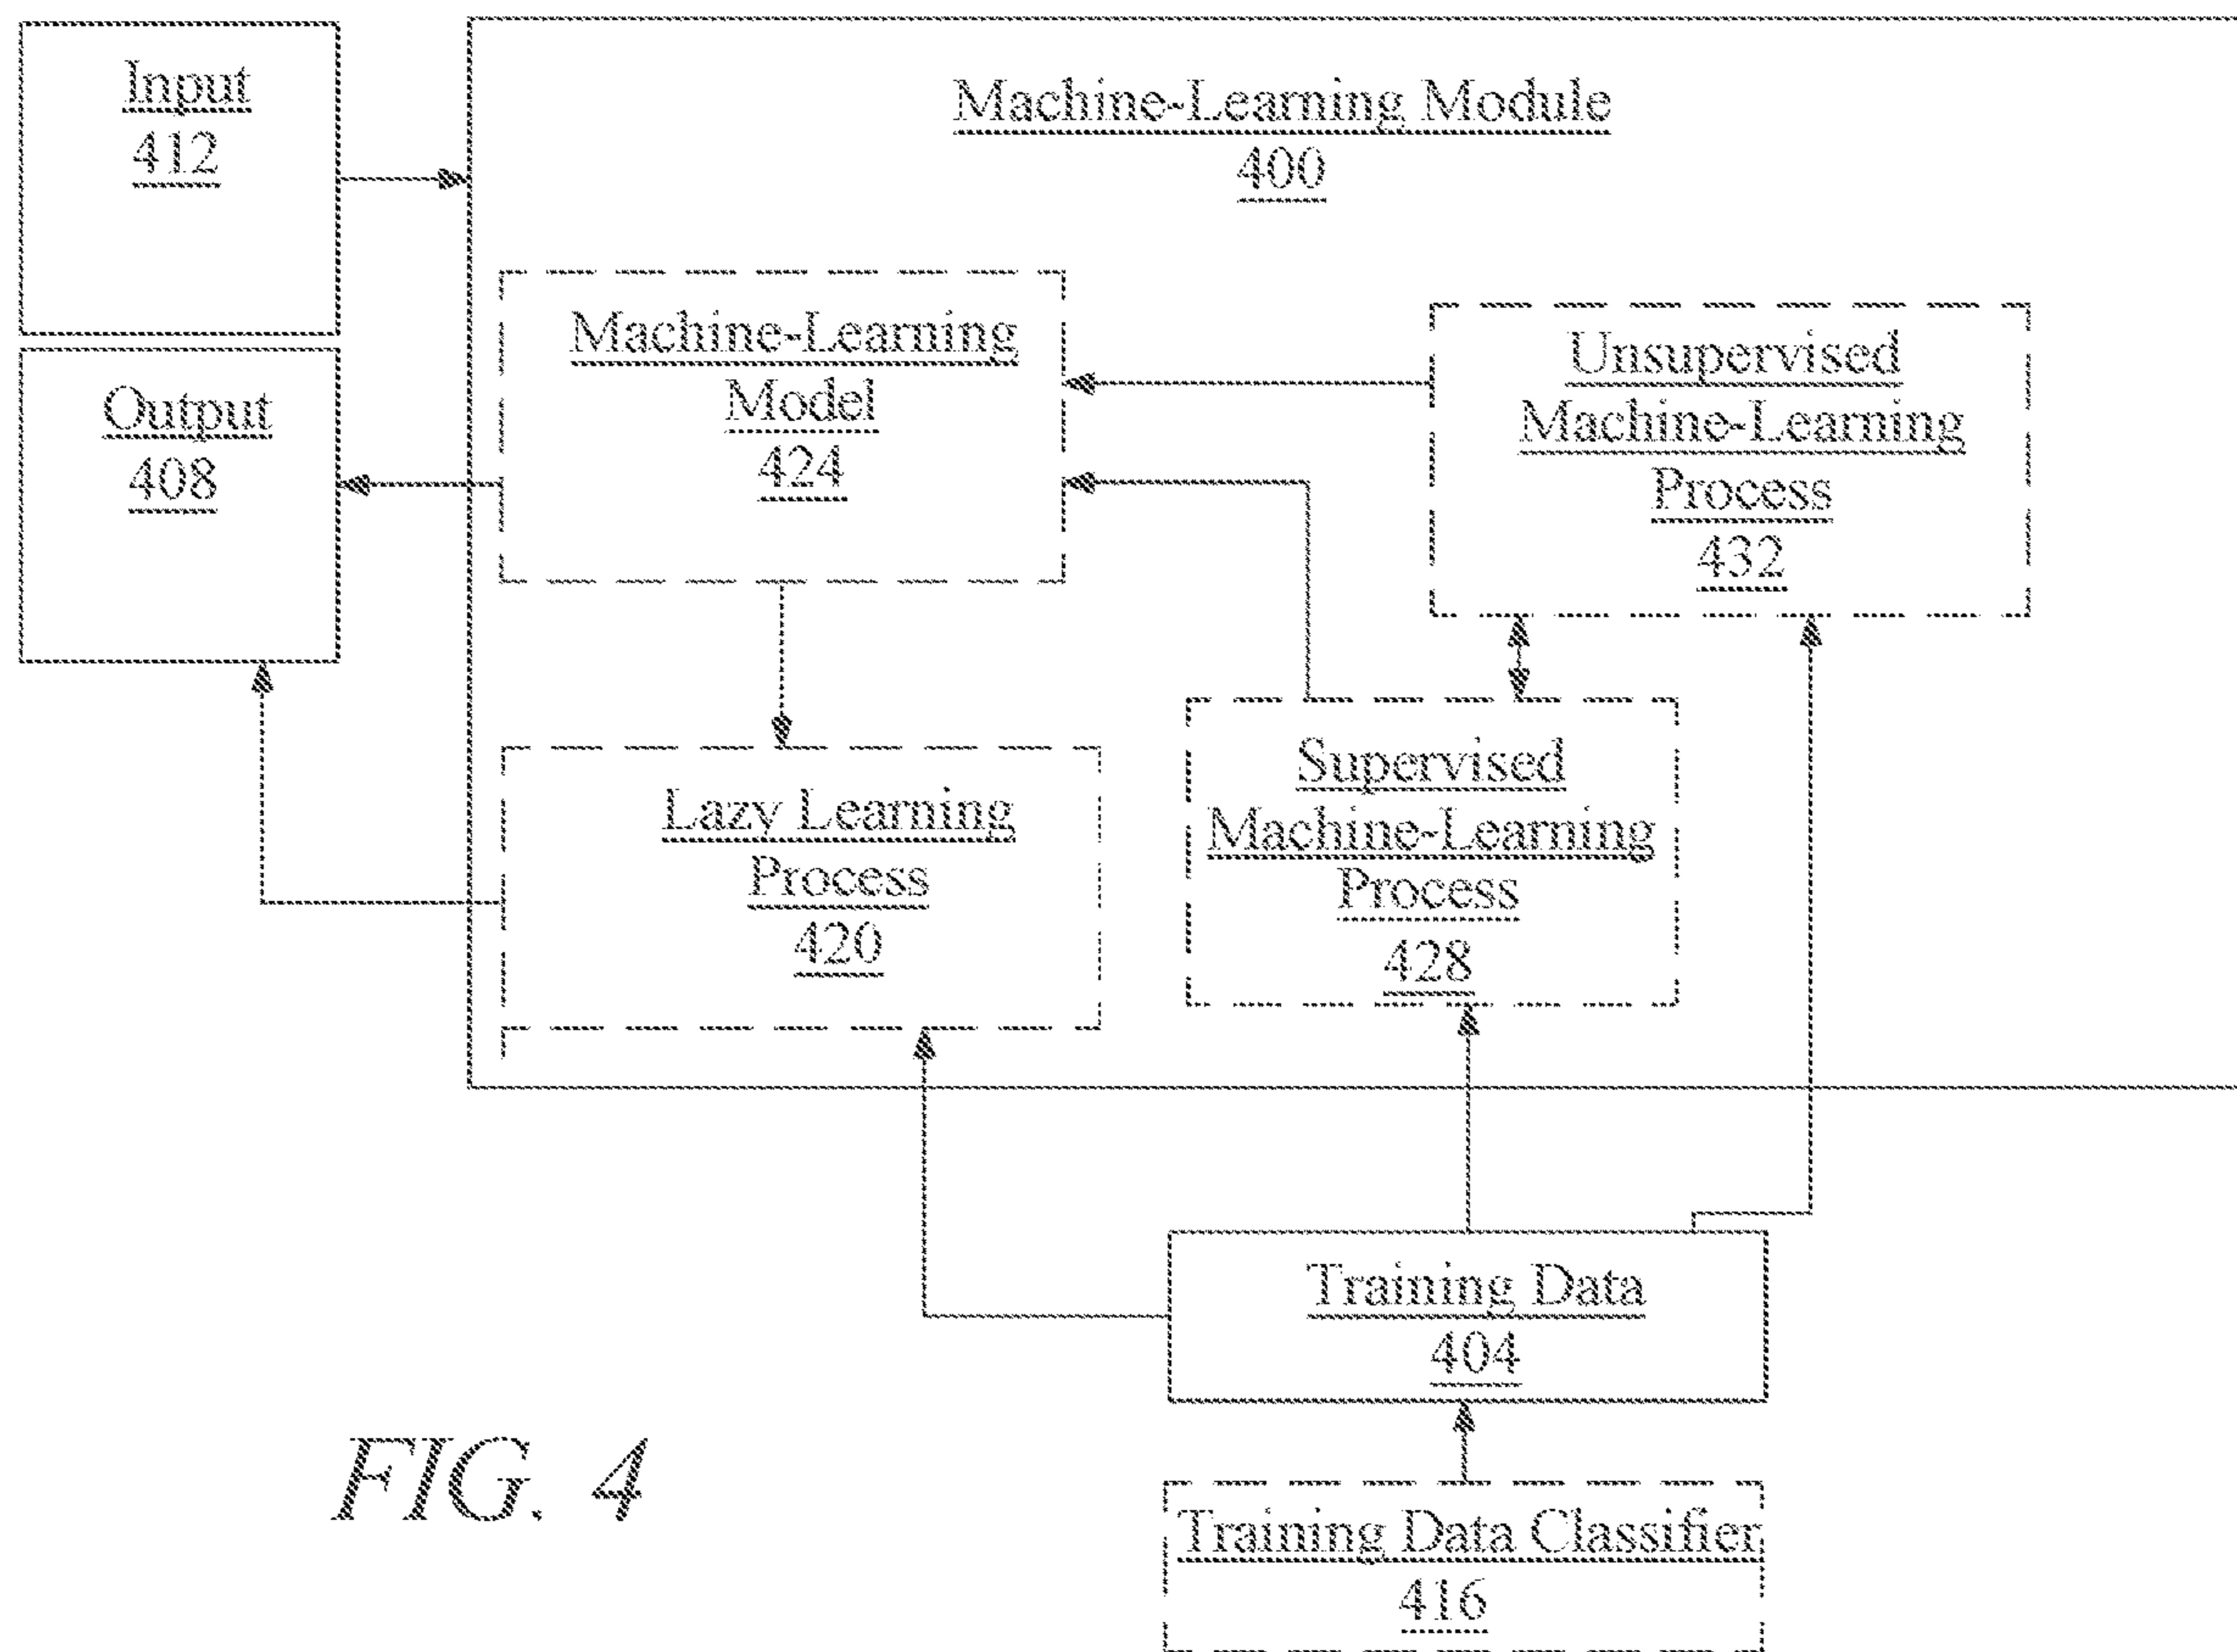 Input
412
Machine-Learning Module
400
Machine-Learning
Model
424
Unsupervised
Machine-Learning
Process
432
Output
408
Lazy Learning
Process
420
Supervised
Machine-Learning
Process
428
Training Data
404
Training Data Classifier
416
FIG. 4